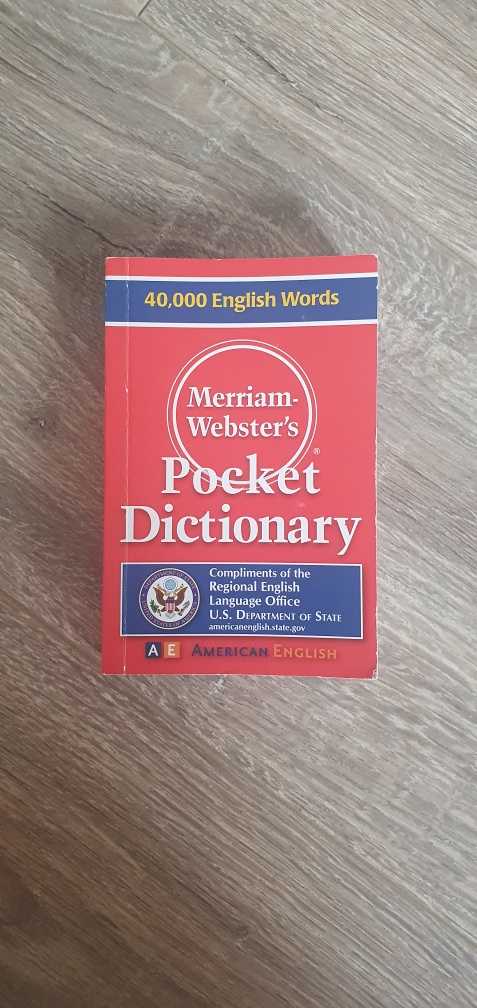 40,000 English Words
Merriam-
Webster's
®
Pocket
Dictionary
Compliments of the
Regional English
Language Office
U.S. Department of State
americanenglish.state.gov
A E American English